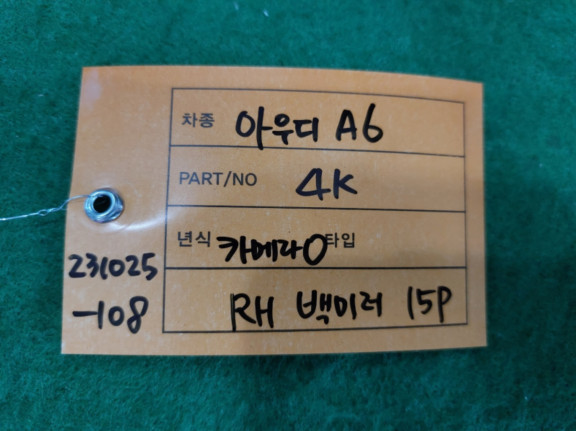 차종 아우디 A6
PART/NO 4K
년식 카메라O 타입
RH 백미러 15P
231025
-108